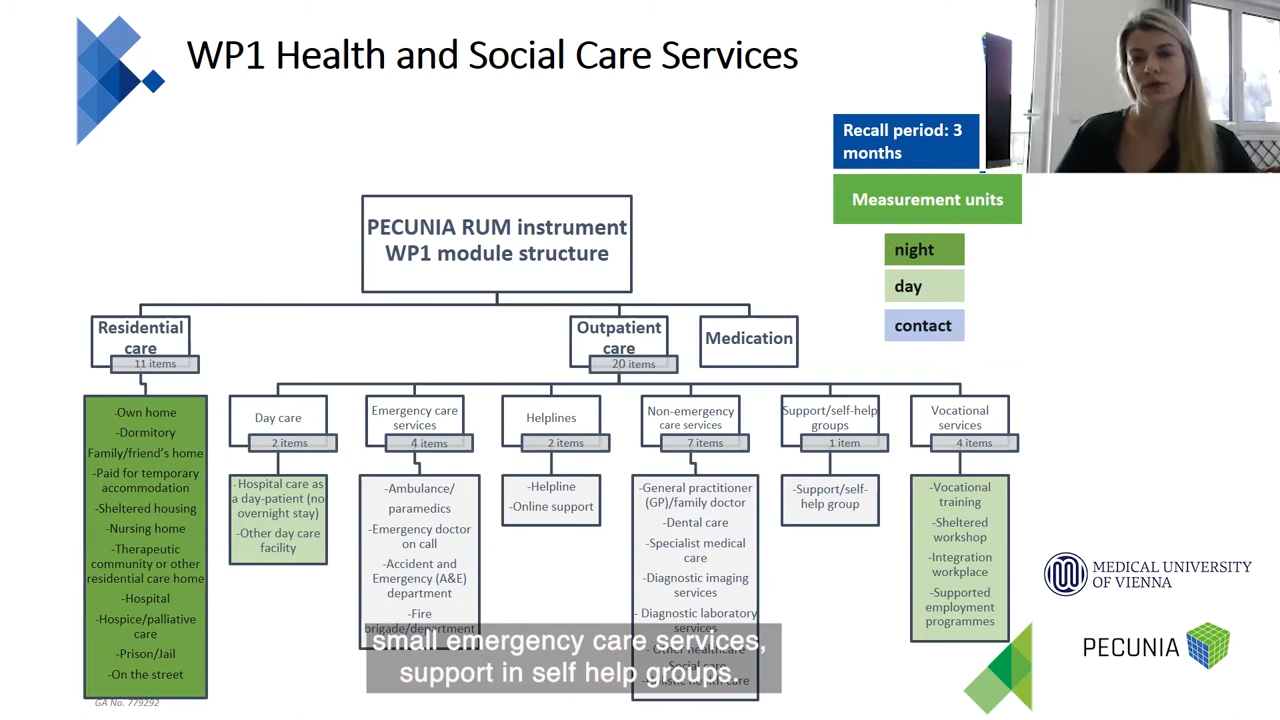 WP1 Health and Social Care Services
Recall period: 3
months
Measurement units
night
day
contact
PECUNIA RUM instrument
WP1 module structure
Residential
care
11 items
Outpatient
care
20 items
Medication
-Own home
-Dormitory
Family/friend's home
-Paid for temporary
accommodation
-Sheltered housing
-Nursing home
-Therapeutic
community or other
residential care home
-Hospital
-Hospice/palliative
care
-Prison/Jail
-On the street
Day care
2 items
-Hospital care as
a day-patient (no
overnight stay)
-Other day care
facility
Emergency care
services
4 items
-Ambulance/
paramedics
-Emergency doctor
on call
-Accident and
Emergency (A&E)
department
-Fire
brigade/department
Helplines
2 items
-Helpline
-Online support
Non-emergency
care services
7 items
-General practitioner
(GP)/family doctor
-Dental care
-Specialist medical
care
-Diagnostic imaging
services
- Diagnostic laboratory
services
- Other healthcare
-Social care
care
Support/self-help
groups
1 item
-Support/self-
help group
Vocational
services
4 items
-Vocational
training
-Sheltered
workshop
-Integration
workplace
-Supported
employment
programmes
small emergency care services,
support in self help groups.
MEDICAL UNIVERSITY
OF VIENNA
PECUNIA
GA No. 779292